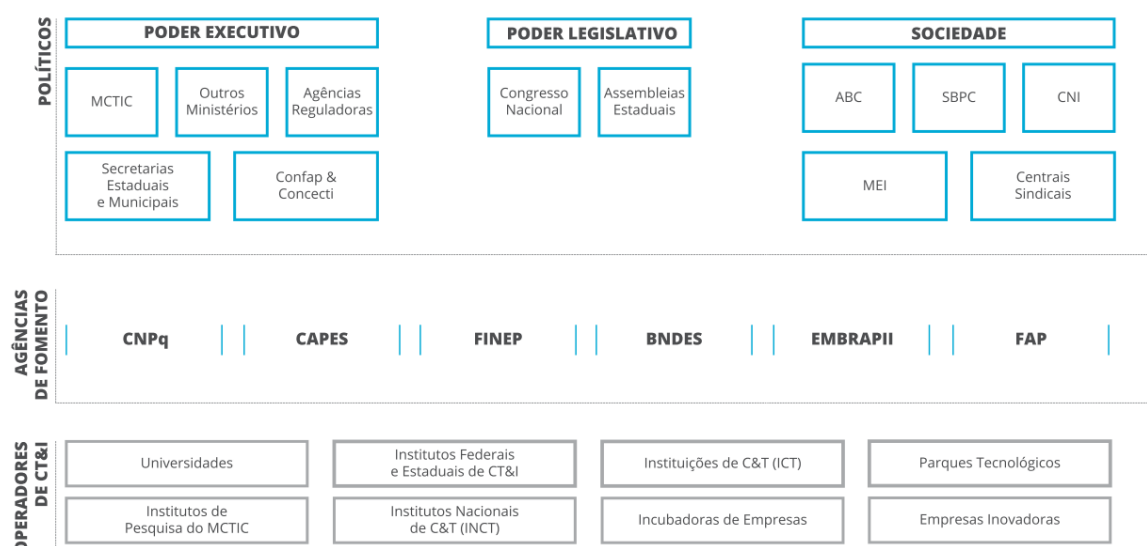 POLÍTICOS
PODER EXECUTIVO
MCTIC
Outros
Ministérios
Agências
Reguladoras
Secretarias
Estaduais
e Municipais
Confap &
Concecti
PODER LEGISLATIVO
Congresso
Nacional
Assembleias
Estaduais
SOCIEDADE
ABC
SBPC
CNI
MEI
Centrais
Sindicais
AGÊNCIAS
DE FOMENTO
CNPq
CAPES
FINEP
BNDES
EMBRAPII
FAP
OPERADORES
DE CT&I
Universidades
Institutos Federais
e Estaduais de CT&I
Instituições de C&T (ICT)
Parques Tecnológicos
Institutos de
Pesquisa do MCTIC
Institutos Nacionais
de C&T (INCT)
Incubadoras de Empresas
Empresas Inovadoras